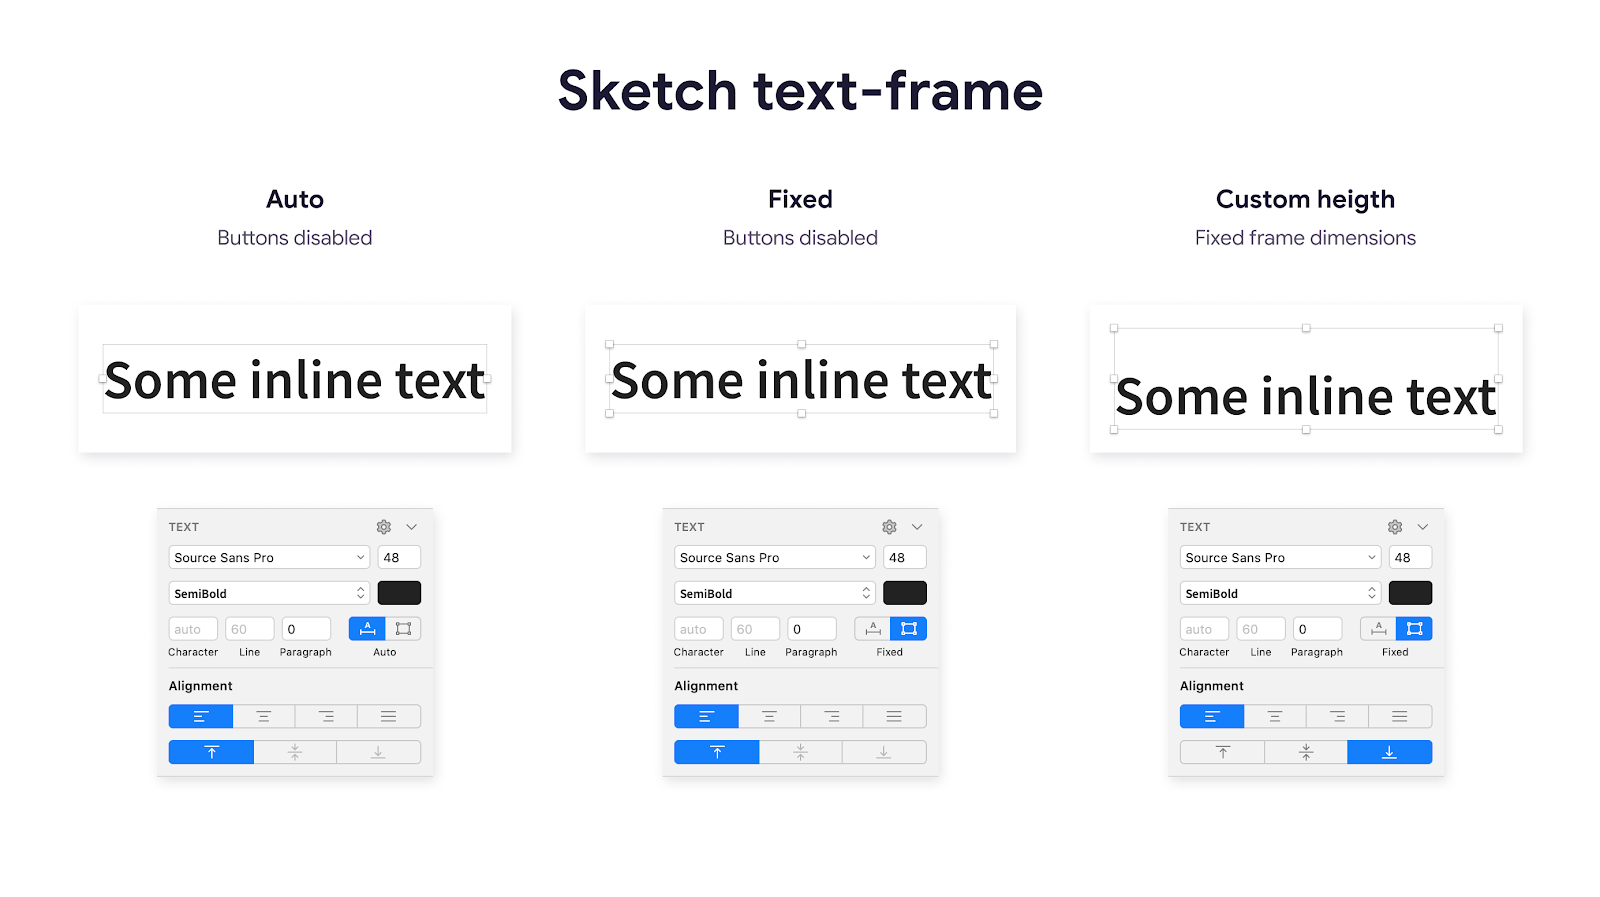 Sketch text-frame
Auto
Buttons disabled
Fixed
Buttons disabled
Custom heigth
Fixed frame dimensions
Some inline text
Some inline text
Some inline text
TEXT
Source Sans Pro 48
SemiBold
auto 60 0 A
Character Line Paragraph Auto
Alignment
TEXT
Source Sans Pro 48
SemiBold
auto 60 0 A
Character Line Paragraph Fixed
Alignment
TEXT
Source Sans Pro 48
SemiBold
auto 60 0 A
Character Line Paragraph Fixed
Alignment